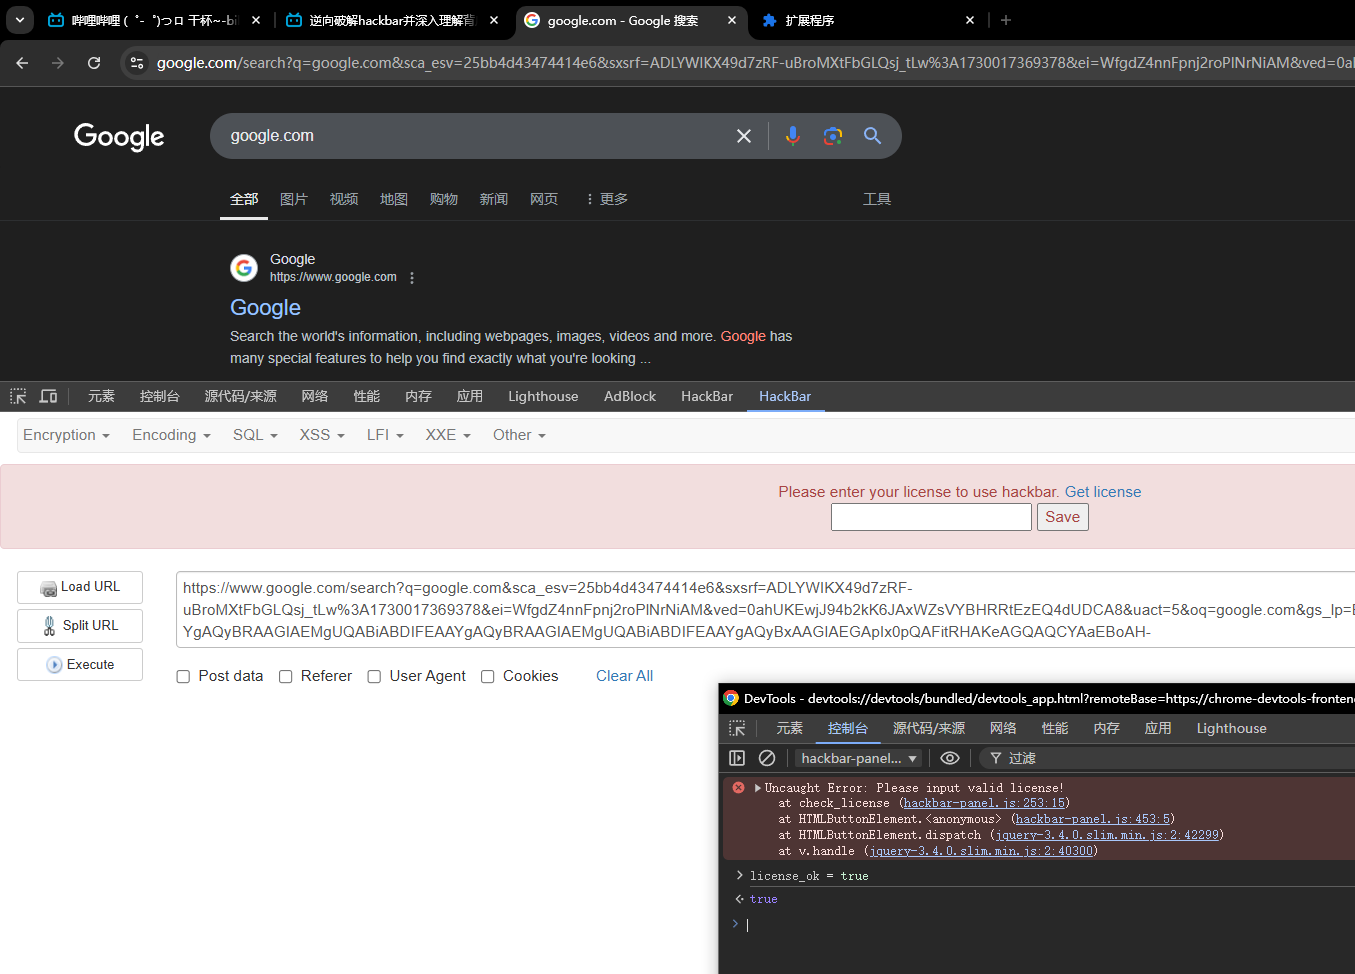 哔哩哔哩 (゜-゜)つロ 干杯~-bi
逆向破解hackbar并深入理解背
google.com - Google 搜索
扩展程序
google.com/search?q=google.com&sca_esv=25bb4d43474414e6&sxsrf=ADLYWIKX49d7zRF-uBroMXtFbGLQsj_tLw%3A1730017369378&ei=WfgdZ4nnFpnj2roPlNrNiAM&ved=0al
Google
google.com
全部 图片 视频 地图 购物 新闻 网页 更多 工具
Google
https://www.google.com
Google
Search the world's information, including webpages, images, videos and more. Google has
many special features to help you find exactly what you're looking ...
元素 控制台 源代码/来源 网络 性能 内存 应用 Lighthouse AdBlock HackBar HackBar
Encryption Encoding SQL XSS LFI XXE Other
Please enter your license to use hackbar. Get license
Save
Load URL
Split URL
Execute
https://www.google.com/search?q=google.com&sca_esv=25bb4d43474414e6&sxsrf=ADLYWIKX49d7zRF-
uBroMXtFbGLQsj_tLw%3A1730017369378&ei=WfgdZ4nnFpnj2roPlNrNiAM&ved=0ahUKEwjJ94b2kK6JAxWZsVYBHRRtEzEQ4dUDCA8&uact=5&oq=google.com&gs_lp=E
YgAQyBRAAGIAEMgUQABiABDIFEAAYgAQyBRAAGIAEMgUQABiABDIFEAAYgAQyBxAAGIAEGApIx0pQAFitRHAKeAGQAQCYAaEBoAH-
Post data Referer User Agent Cookies Clear All
DevTools - devtools://devtools/bundled/devtools_app.html?remoteBase=https://chrome-devtools-fronten
元素 控制台 源代码/来源 网络 性能 内存 应用 Lighthouse
hackbar-panel... 过滤
Uncaught Error: Please input valid license!
at check_license (hackbar-panel.js:253:15)
at HTMLButtonElement.<anonymous> (hackbar-panel.js:453:5)
at HTMLButtonElement.dispatch (jquery-3.4.0.slim.min.js:2:42299)
at v.handle (jquery-3.4.0.slim.min.js:2:40300)
license_ok = true
true